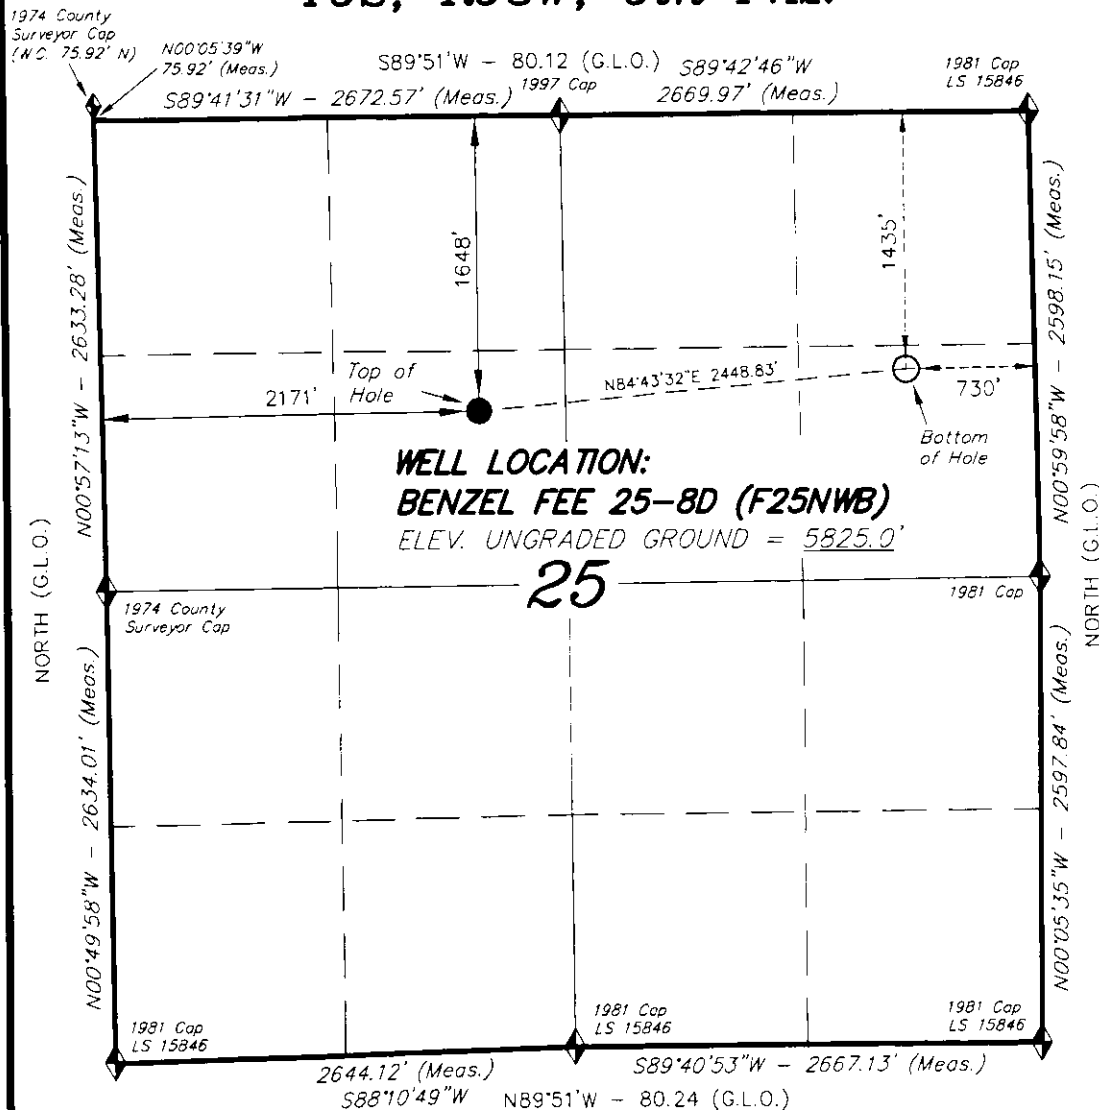 1974 County
Surveyor Cap
(W.C. 75.92' N)
N00°05'39"W
75.92' (Meas.)
S89°51'W - 80.12 (G.L.O.)
S89°42'46"W
1981 Cap
LS 15846
S89°41'31"W - 2672.57' (Meas.)
1997 Cap
2669.97' (Meas.)
N00°57'13"W - 2633.28' (Meas.)
1648'
1435'
N00°59'58"W - 2598.15' (Meas.)
2171'
Top of
Hole
N84°43'32"E 2448.83'
730'
Bottom
of Hole
WELL LOCATION:
BENZEL FEE 25-8D (F25NWB)
ELEV. UNGRADED GROUND = 5825.0'
25
NORTH (G.L.O.)
1974 County
Surveyor Cap
1981 Cap
NORTH (G.L.O.)
N00°49'58"W - 2634.01' (Meas.)
N00°05'35"W - 2597.84' (Meas.)
1981 Cap
LS 15846
1981 Cap
LS 15846
1981 Cap
LS 15846
2644.12' (Meas.)
S88°10'49"W
S89°40'53"W - 2667.13' (Meas.)
N89°51'W - 80.24 (G.L.O.)